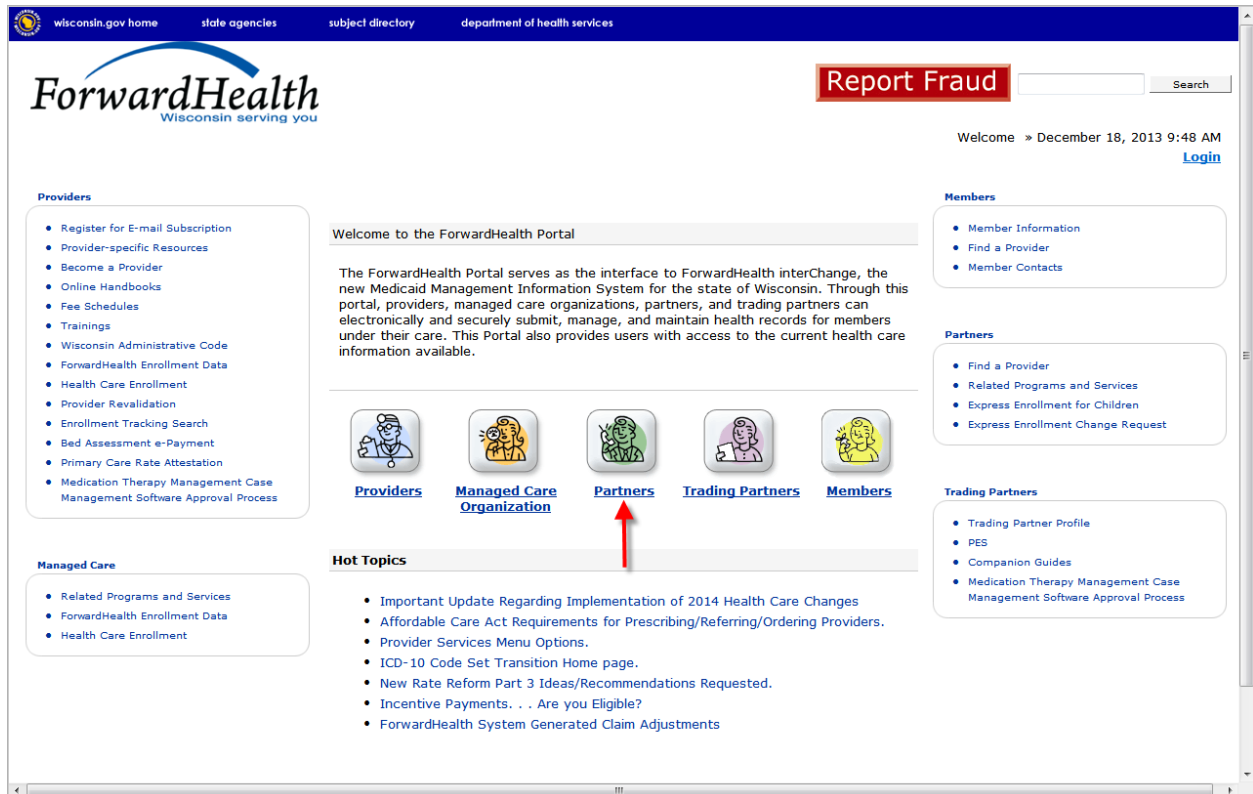 wisconsin.gov home state agencies subject directory department of health services
ForwardHealth
Wisconsin serving you
Report Fraud
Search
Welcome » December 18, 2013 9:48 AM
Login
Providers
Register for E-mail Subscription
Provider-specific Resources
Become a Provider
Online Handbooks
Fee Schedules
Trainings
Wisconsin Administrative Code
ForwardHealth Enrollment Data
Health Care Enrollment
Provider Revalidation
Enrollment Tracking Search
Bed Assessment e-Payment
Primary Care Rate Attestation
Medication Therapy Management Case
Management Software Approval Process
Managed Care
Related Programs and Services
ForwardHealth Enrollment Data
Health Care Enrollment
Welcome to the ForwardHealth Portal
The ForwardHealth Portal serves as the interface to ForwardHealth interChange, the
new Medicaid Management Information System for the state of Wisconsin. Through this
portal, providers, managed care organizations, partners, and trading partners can
electronically and securely submit, manage, and maintain health records for members
under their care. This Portal also provides users with access to the current health care
information available.
Providers
Managed Care
Organization
Partners
Trading Partners
Members
Hot Topics
Important Update Regarding Implementation of 2014 Health Care Changes
Affordable Care Act Requirements for Prescribing/Referring/Ordering Providers.
Provider Services Menu Options.
ICD-10 Code Set Transition Home page.
New Rate Reform Part 3 Ideas/Recommendations Requested.
Incentive Payments. . . Are you Eligible?
ForwardHealth System Generated Claim Adjustments
Members
Member Information
Find a Provider
Member Contacts
Partners
Find a Provider
Related Programs and Services
Express Enrollment for Children
Express Enrollment Change Request
Trading Partners
Trading Partner Profile
PES
Companion Guides
Medication Therapy Management Case
Management Software Approval Process